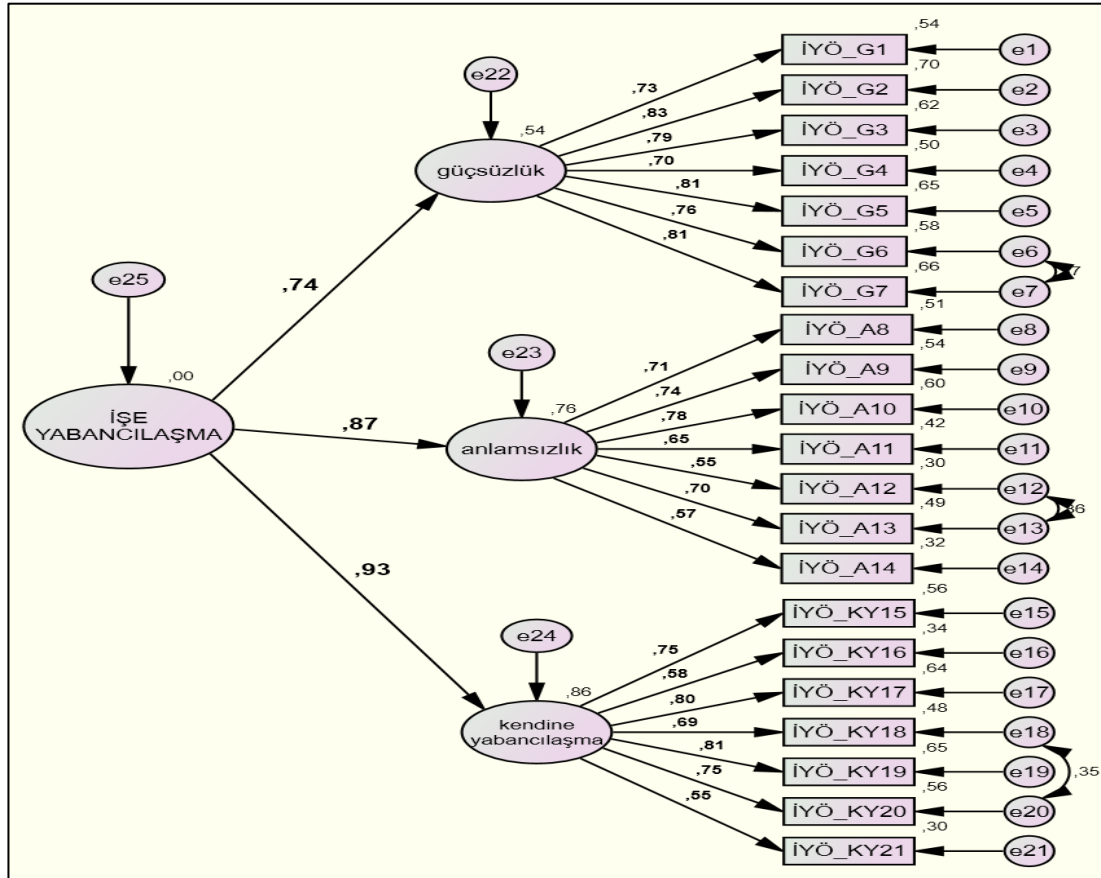 ,54
İYÖ_G1
e1
e22
,73
,70
İYÖ_G2
e2
,83
,62
,54
İYÖ_G3
e3
,79
,50
güçsüzlük
,70
İYÖ_G4
e4
,65
,81
İYÖ_G5
e5
,76
,58
,81
İYÖ_G6
e6
,66
İYÖ_G7
e7
,51
e25
,74
İYÖ_A8
e8
e23
,71
,54
İYÖ_A9
e9
,00
,74
,60
,76
İYÖ_A10
e10
,78
,42
İŞE
YABANCILAŞMA
,87
anlamsızlık
,65
İYÖ_A11
e11
,30
,55
İYÖ_A12
e12
,70
,49
,57
İYÖ_A13
e13
,32
İYÖ_A14
e14
,93
,56
İYÖ_KY15
e15
e24
,75
,34
İYÖ_KY16
e16
,58
,64
,86
İYÖ_KY17
e17
,80
,48
kendine
yabancılaşma
,69
İYÖ_KY18
e18
,65
,81
İYÖ_KY19
e19
,35
,75
,56
,55
İYÖ_KY20
e20
,30
İYÖ_KY21
e21